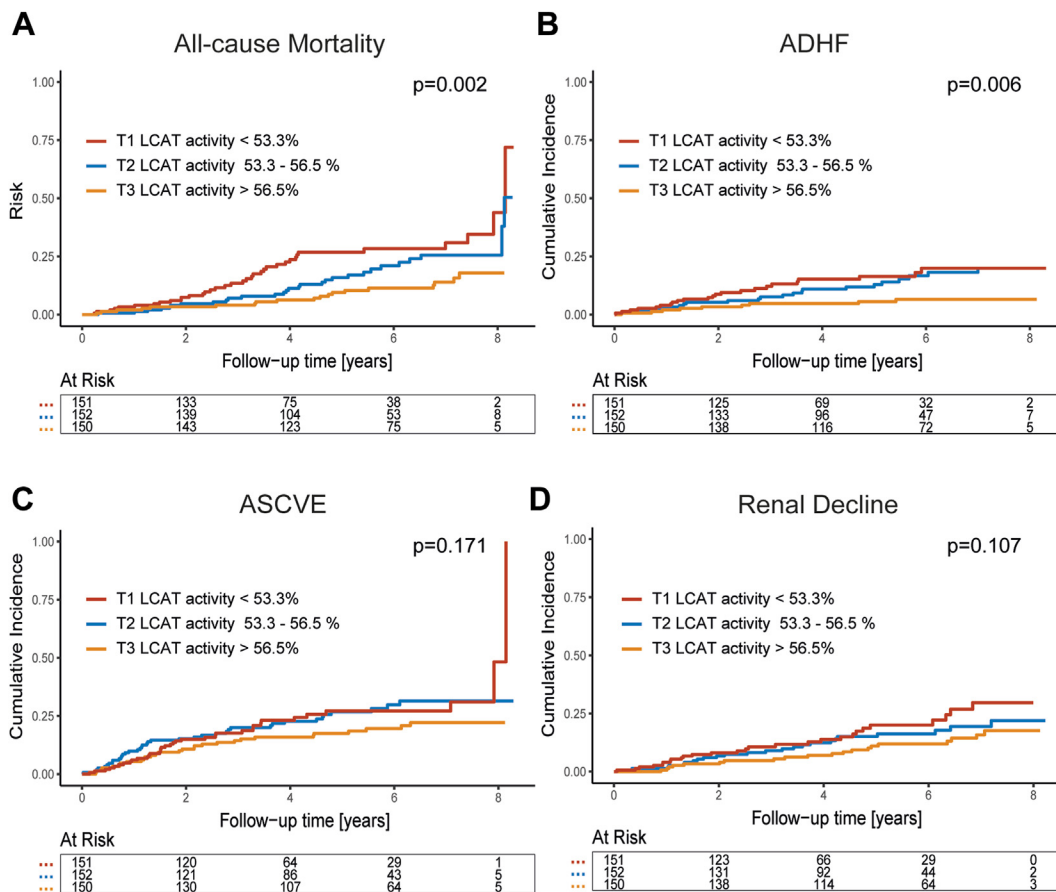 A
All-cause Mortality
p=0.002
1.00
0.75
0.50
0.25
0.00
Risk
T1 LCAT activity < 53.3%
T2 LCAT activity 53.3 - 56.5 %
T3 LCAT activity > 56.5%
0 2 4 6 8
Follow-up time [years]
At Risk
151 133 75 38 2
152 139 104 53 8
150 143 123 75 5
B
ADHF
p=0.006
1.00
0.75
0.50
0.25
0.00
Cumulative Incidence
T1 LCAT activity < 53.3%
T2 LCAT activity 53.3 - 56.5 %
T3 LCAT activity > 56.5%
0 2 4 6 8
Follow-up time [years]
At Risk
151 125 69 32 2
152 133 96 47 7
150 138 116 72 5
C
ASCVE
p=0.171
1.00
0.75
0.50
0.25
0.00
Cumulative Incidence
T1 LCAT activity < 53.3%
T2 LCAT activity 53.3 - 56.5 %
T3 LCAT activity > 56.5%
0 2 4 6 8
Follow-up time [years]
At Risk
151 120 64 29 1
152 121 86 43 5
150 130 107 64 5
D
Renal Decline
p=0.107
1.00
0.75
0.50
0.25
0.00
Cumulative Incidence
T1 LCAT activity < 53.3%
T2 LCAT activity 53.3 - 56.5 %
T3 LCAT activity > 56.5%
0 2 4 6 8
Follow-up time [years]
At Risk
151 123 66 29 0
152 131 92 44 2
150 138 114 64 3